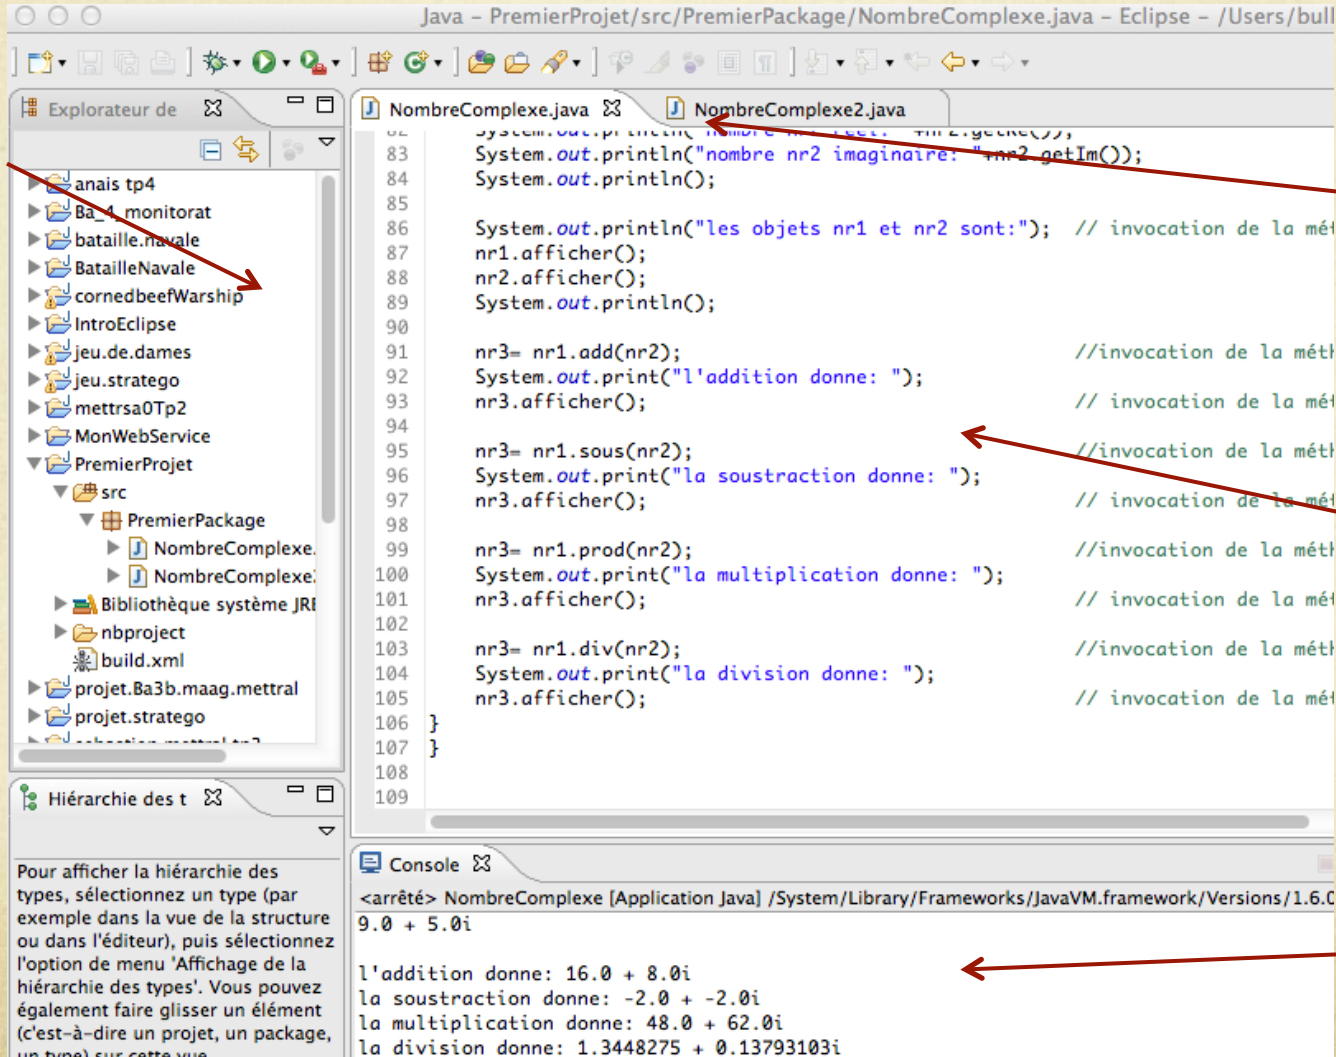 Java – PremierProjet/src/PremierPackage/NombreComplexe.java – Eclipse – /Users/bull
Explorateur de
anais tp4
Ba_4_monitorat
bataille.navale
BatailleNavale
cornedbeefWarship
IntroEclipse
jeu.de.dames
jeu.stratego
mettrsa0Tp2
MonWebService
PremierProjet
src
PremierPackage
NombreComplexe.
NombreComplexe
Bibliothèque système JRE
nbproject
build.xml
projet.Ba3b.maag.mettral
projet.stratego
Hiérarchie des t
Pour afficher la hiérarchie des
types, sélectionnez un type (par
exemple dans la vue de la structure
ou dans l'éditeur), puis sélectionnez
l'option de menu 'Affichage de la
hiérarchie des types'. Vous pouvez
également faire glisser un élément
(c'est-à-dire un projet, un package,
un type) sur cette vue
NombreComplexe.java NombreComplexe2.java
82 System.out.println("nombre nr2 reel: "+nr2.getRe());
83 System.out.println("nombre nr2 imaginaire: "+nr2.getIm());
84 System.out.println();
85
86 System.out.println("les objets nr1 et nr2 sont:"); // invocation de la mét
87 nr1.afficher();
88 nr2.afficher();
89 System.out.println();
90
91 nr3= nr1.add(nr2); //invocation de la méth
92 System.out.print("l'addition donne: ");
93 nr3.afficher(); // invocation de la mét
94
95 nr3= nr1.sous(nr2); //invocation de la méth
96 System.out.print("la soustraction donne: ");
97 nr3.afficher(); // invocation de la mét
98
99 nr3= nr1.prod(nr2); //invocation de la méth
100 System.out.print("la multiplication donne: ");
101 nr3.afficher(); // invocation de la mét
102
103 nr3= nr1.div(nr2); //invocation de la méth
104 System.out.print("la division donne: ");
105 nr3.afficher(); // invocation de la mét
106 }
107 }
108
109
Console
<arrêté> NombreComplexe [Application Java] /System/Library/Frameworks/JavaVM.framework/Versions/1.6.0
9.0 + 5.0i
l'addition donne: 16.0 + 8.0i
la soustraction donne: -2.0 + -2.0i
la multiplication donne: 48.0 + 62.0i
la division donne: 1.3448275 + 0.13793103i